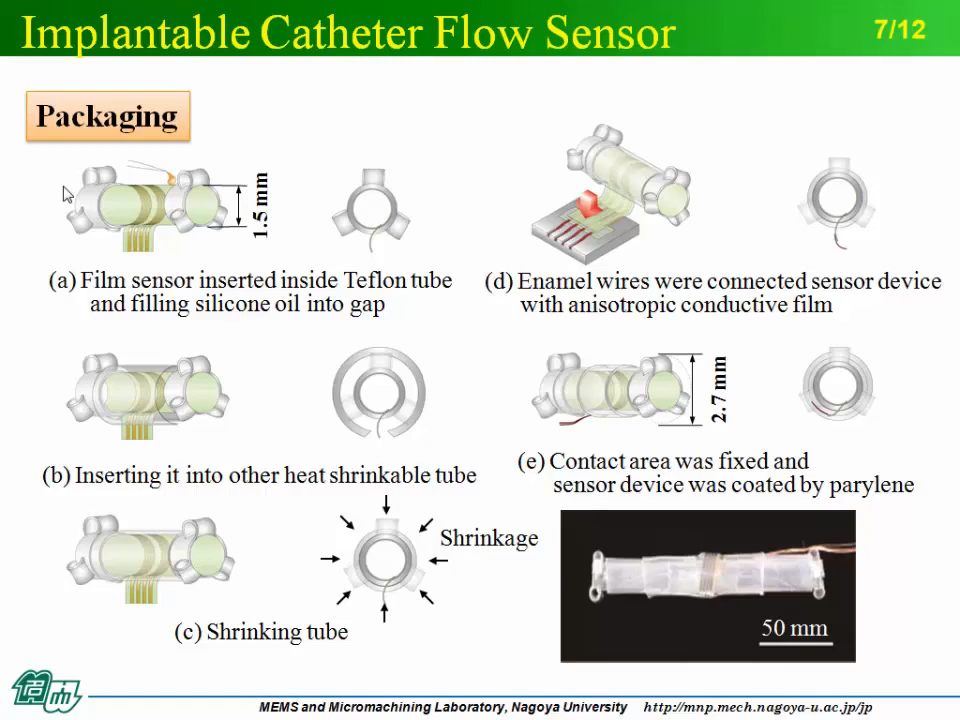 Implantable Catheter Flow Sensor
7/12
Packaging
1.5 mm
(a) Film sensor inserted inside Teflon tube
and filling silicone oil into gap
(b) Inserting it into other heat shrinkable tube
Shrinkage
(c) Shrinking tube
(d) Enamel wires were connected sensor device
with anisotropic conductive film
2.7 mm
(e) Contact area was fixed and
sensor device was coated by parylene
50 mm
MEMS and Micromachining Laboratory, Nagoya University http://mnp.mech.nagoya-u.ac.jp/jp